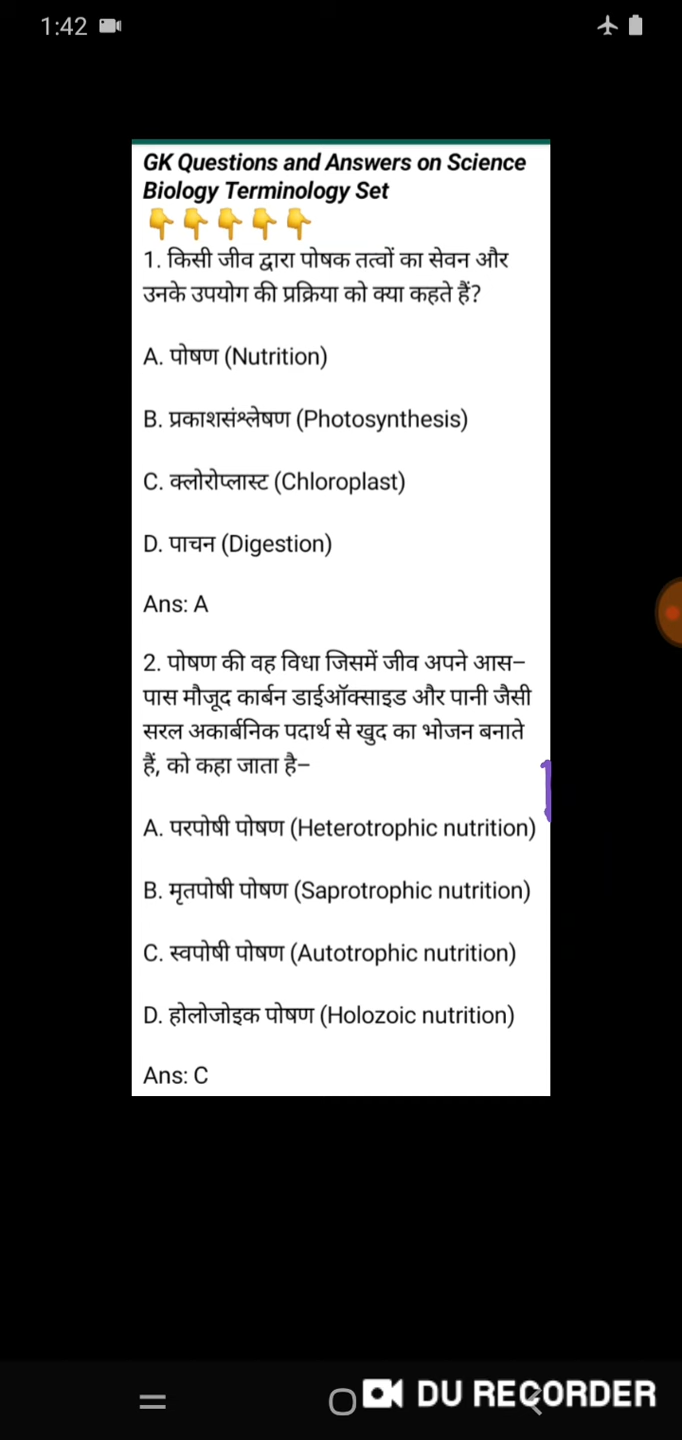 1:42
GK Questions and Answers on Science
Biology Terminology Set
👇👇👇👇👇
1. किसी जीव द्वारा पोषक तत्वों का सेवन और
उनके उपयोग की प्रक्रिया को क्या कहते हैं?
A. पोषण (Nutrition)
B. प्रकाशसंश्लेषण (Photosynthesis)
C. क्लोरोप्लास्ट (Chloroplast)
D. पाचन (Digestion)
Ans: A
2. पोषण की वह विधा जिसमें जीव अपने आस–
पास मौजूद कार्बन डाईऑक्साइड और पानी जैसी
सरल अकार्बनिक पदार्थ से खुद का भोजन बनाते
हैं, को कहा जाता है–
A. परपोषी पोषण (Heterotrophic nutrition)
B. मृतपोषी पोषण (Saprotrophic nutrition)
C. स्वपोषी पोषण (Autotrophic nutrition)
D. होलोजोइक पोषण (Holozoic nutrition)
Ans: C
DU RECORDER